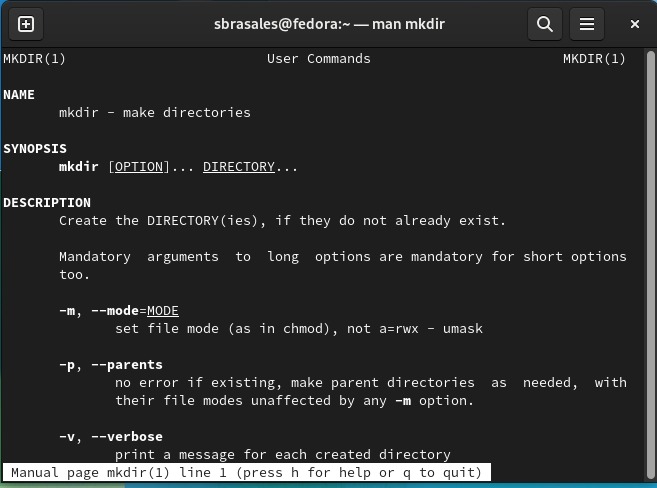 sbrasales@fedora:~ — man mkdir
MKDIR(1) User Commands MKDIR(1)
NAME
mkdir - make directories
SYNOPSIS
mkdir [OPTION]... DIRECTORY...
DESCRIPTION
Create the DIRECTORY(ies), if they do not already exist.
Mandatory arguments to long options are mandatory for short options
too.
-m, --mode=MODE
set file mode (as in chmod), not a=rwx - umask
-p, --parents
no error if existing, make parent directories as needed, with
their file modes unaffected by any -m option.
-v, --verbose
print a message for each created directory
Manual page mkdir(1) line 1 (press h for help or q to quit)